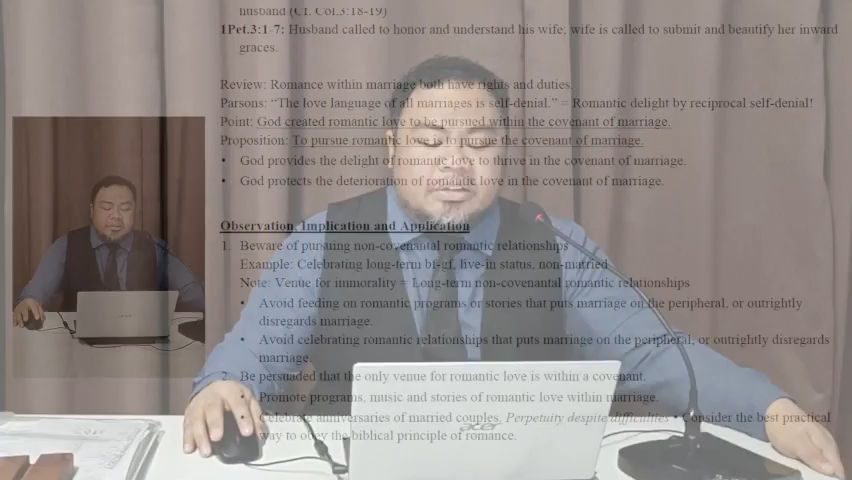 husband (Cf. Col.3:18-19)
1Pet.3:1-7: Husband called to honor and understand his wife; wife is called to submit and beautify her inward
graces.
Review: Romance within marriage both have rights and duties.
Parsons: “The love language of all marriages is self-denial.” = Romantic delight by reciprocal self-denial!
Point: God created romantic love to be pursued within the covenant of marriage.
Proposition: To pursue romantic love is to pursue the covenant of marriage.
• God provides the delight of romantic love to thrive in the covenant of marriage.
• God protects the deterioration of romantic love in the covenant of marriage.
Observation, Implication and Application
1. Beware of pursuing non-covenantal romantic relationships
Example: Celebrating long-term bf-gf, live-in status, non-married
Note: Venue for immorality = Long-term non-covenantal romantic relationships
• Avoid feeding on romantic programs or stories that puts marriage on the peripheral, or outrightly
disregards marriage.
• Avoid celebrating romantic relationships that puts marriage on the peripheral, or outrightly disregards
marriage.
2. Be persuaded that the only venue for romantic love is within a covenant.
• Promote programs, music and stories of romantic love within marriage.
• Celebrate anniversaries of married couples. Perpetuity despite difficulties • Consider the best practical
way to obey the biblical principle of romance.
acer